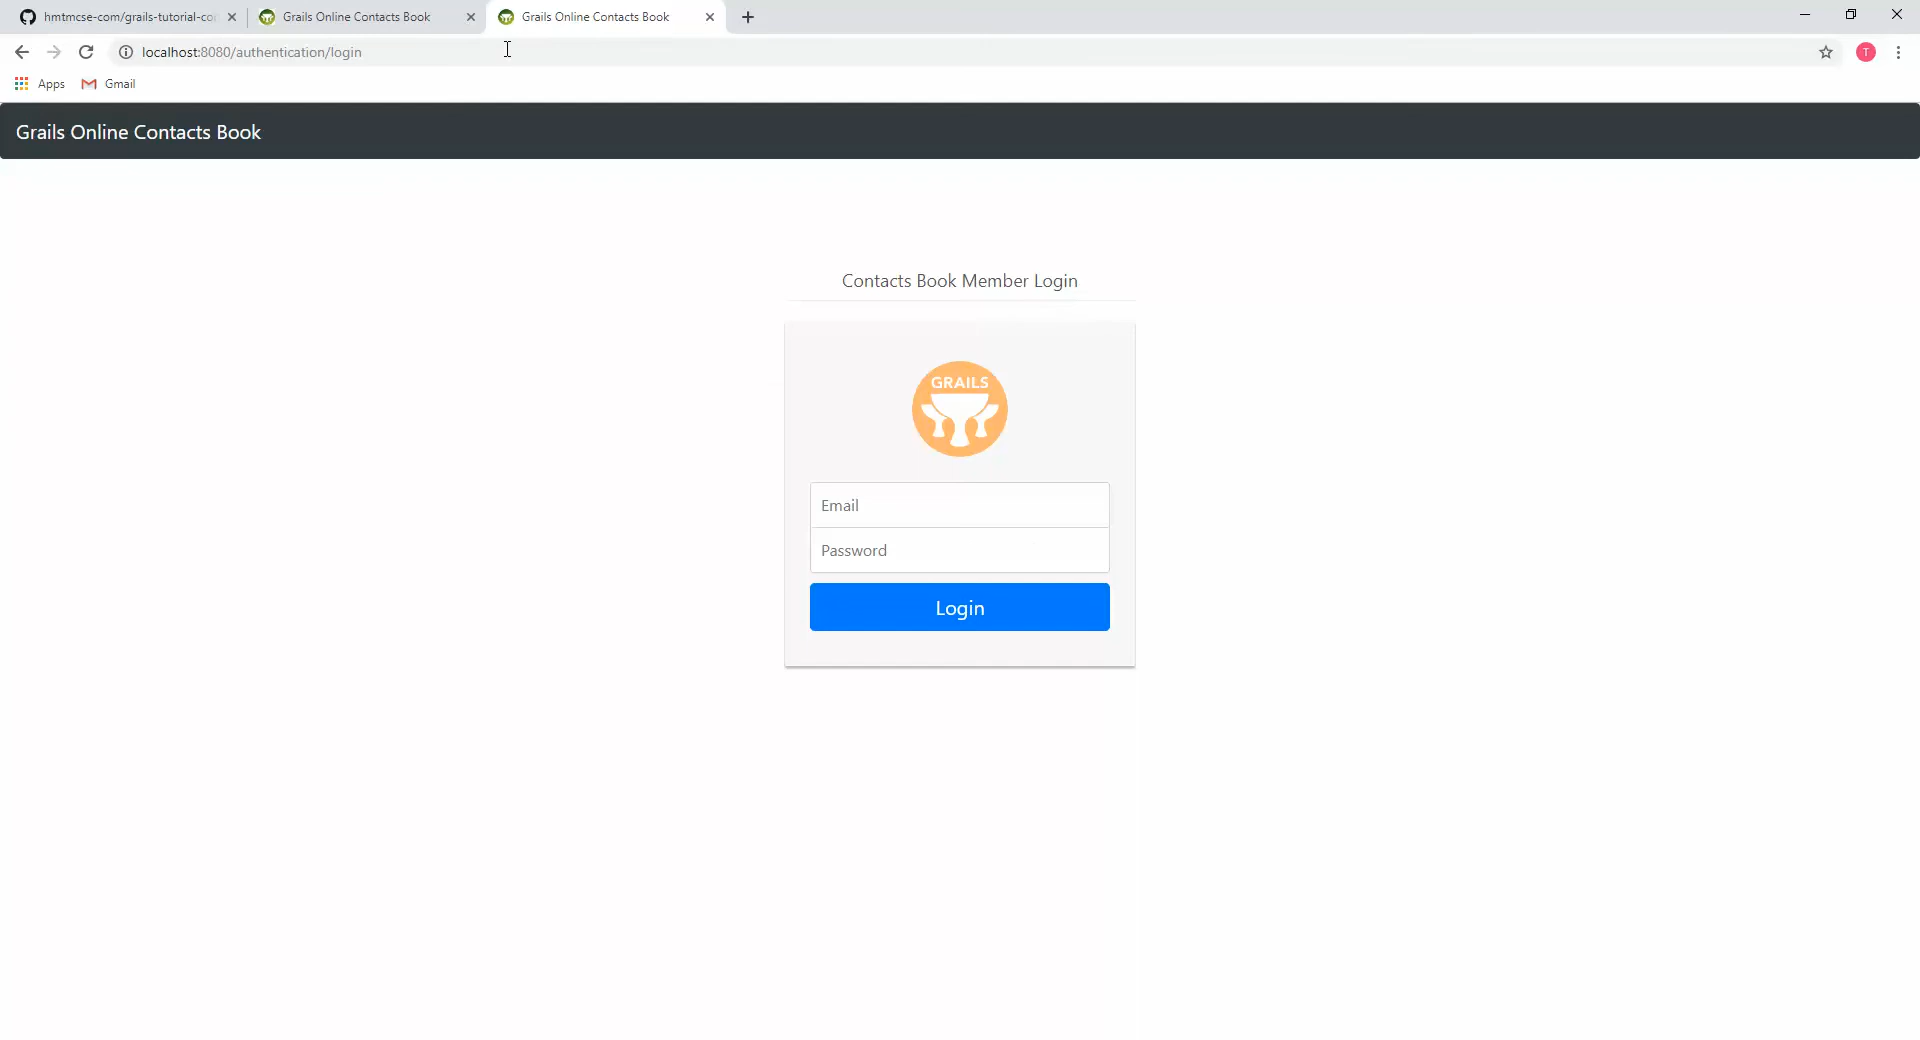 hmtmcse-com/grails-tutorial-co
Grails Online Contacts Book
Grails Online Contacts Book
localhost:8080/authentication/login
T
Apps
Gmail
Grails Online Contacts Book
Contacts Book Member Login
GRAILS
Email
Password
Login